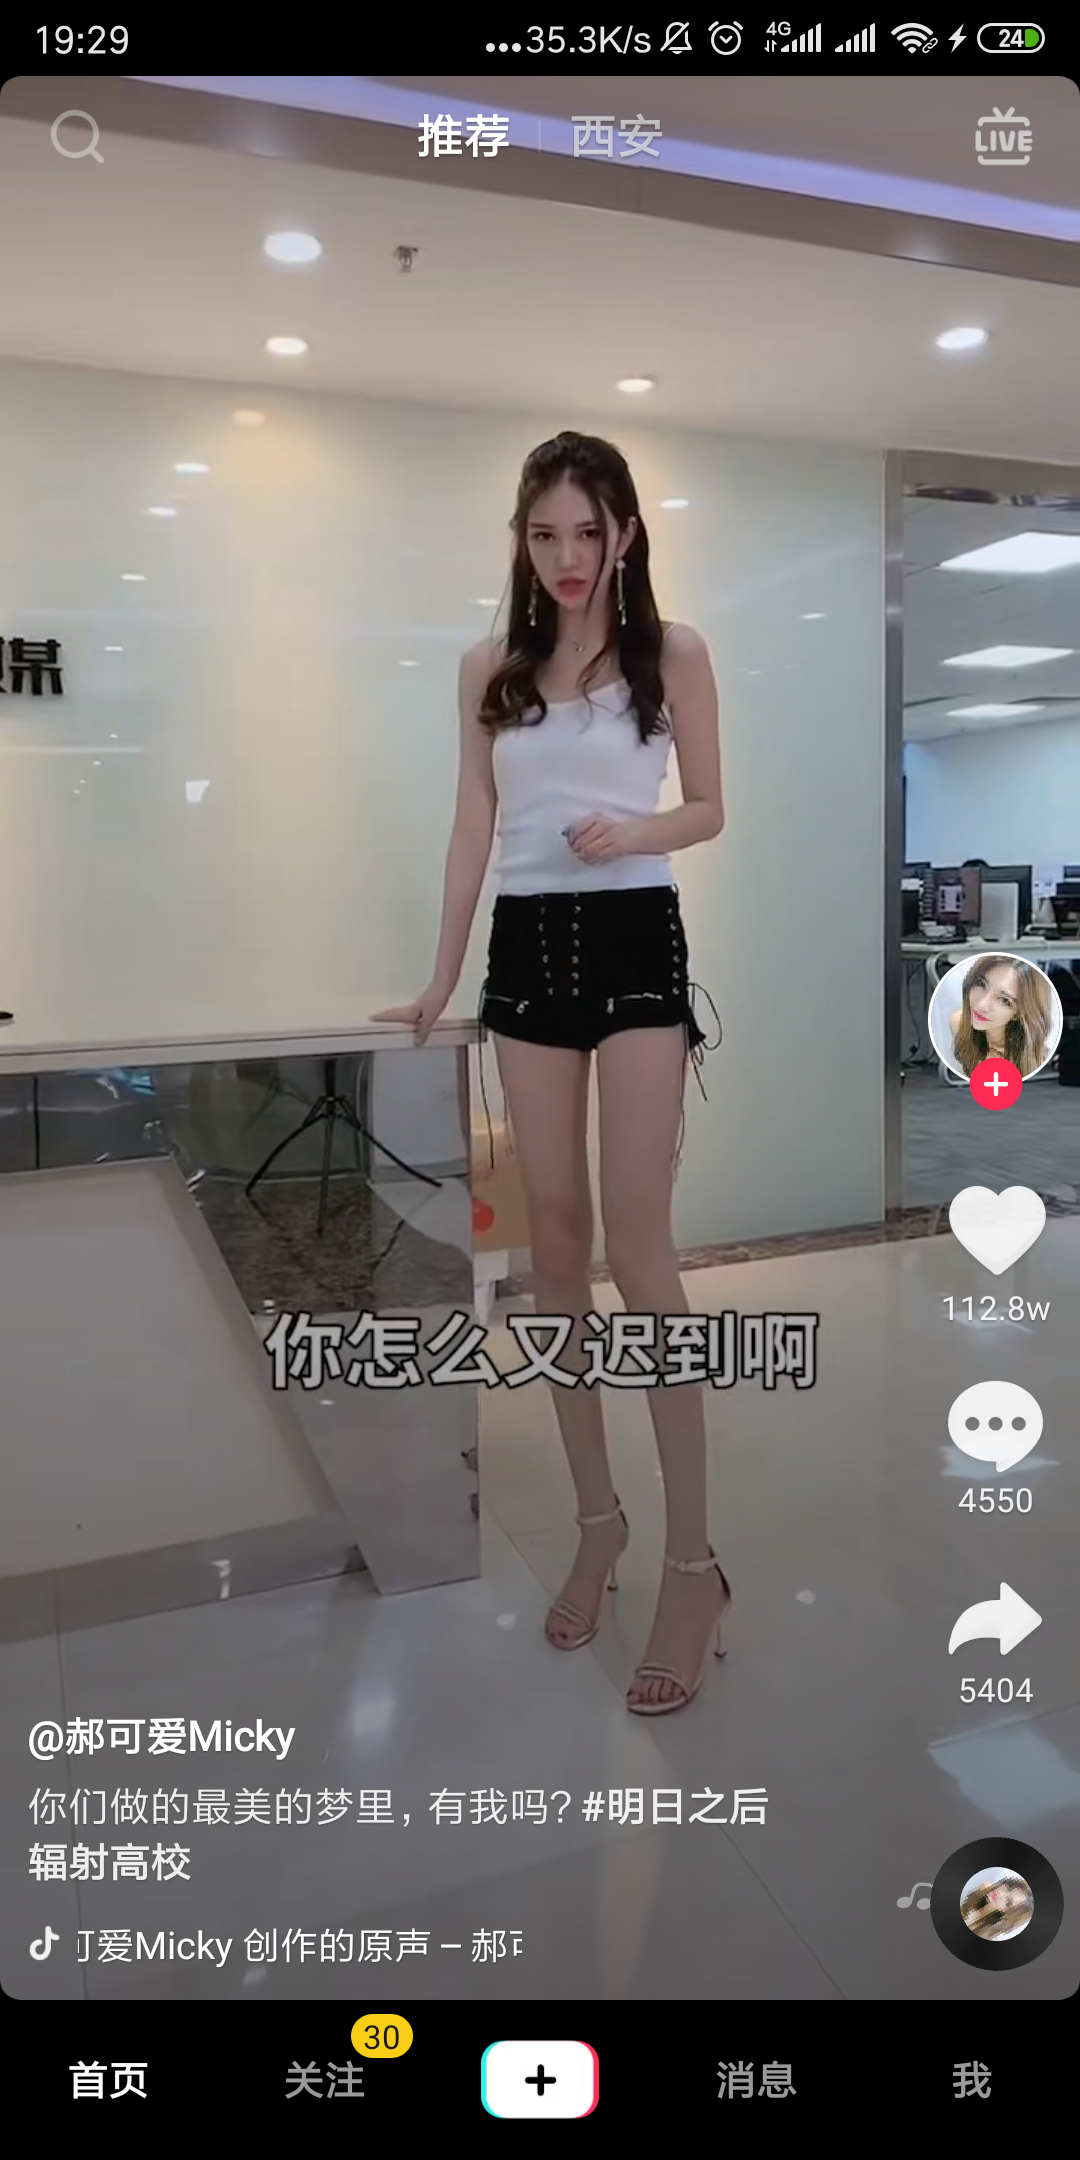 19:29
...35.3K/s
4G
24
推荐
西安
LIVE
某
112.8w
你怎么又迟到啊
4550
5404
@郝可爱Micky
你们做的最美的梦里，有我吗？#明日之后
辐射高校
可爱Micky 创作的原声 – 郝可
首页
关注
30
消息
我